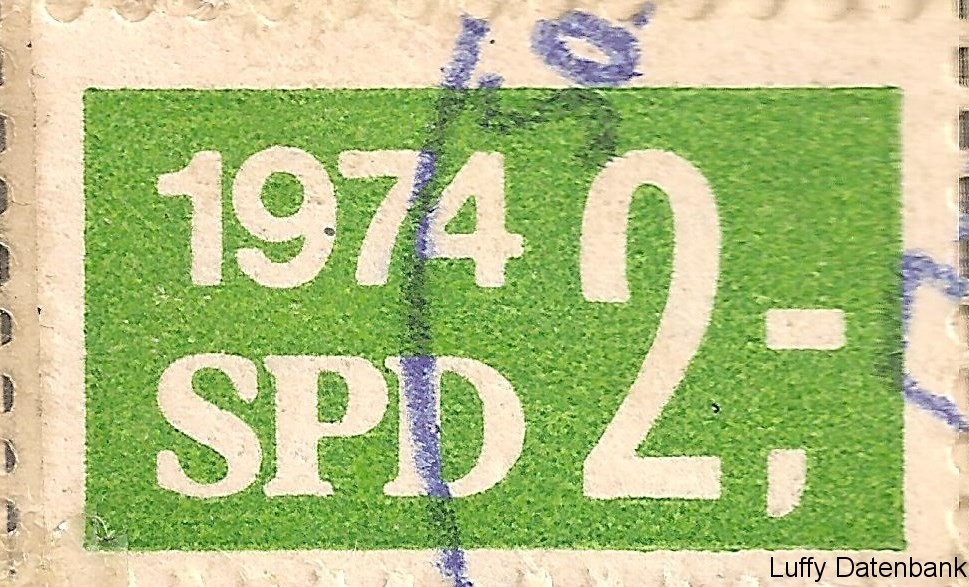 1974
SPD
2,-
Luffy Datenbank